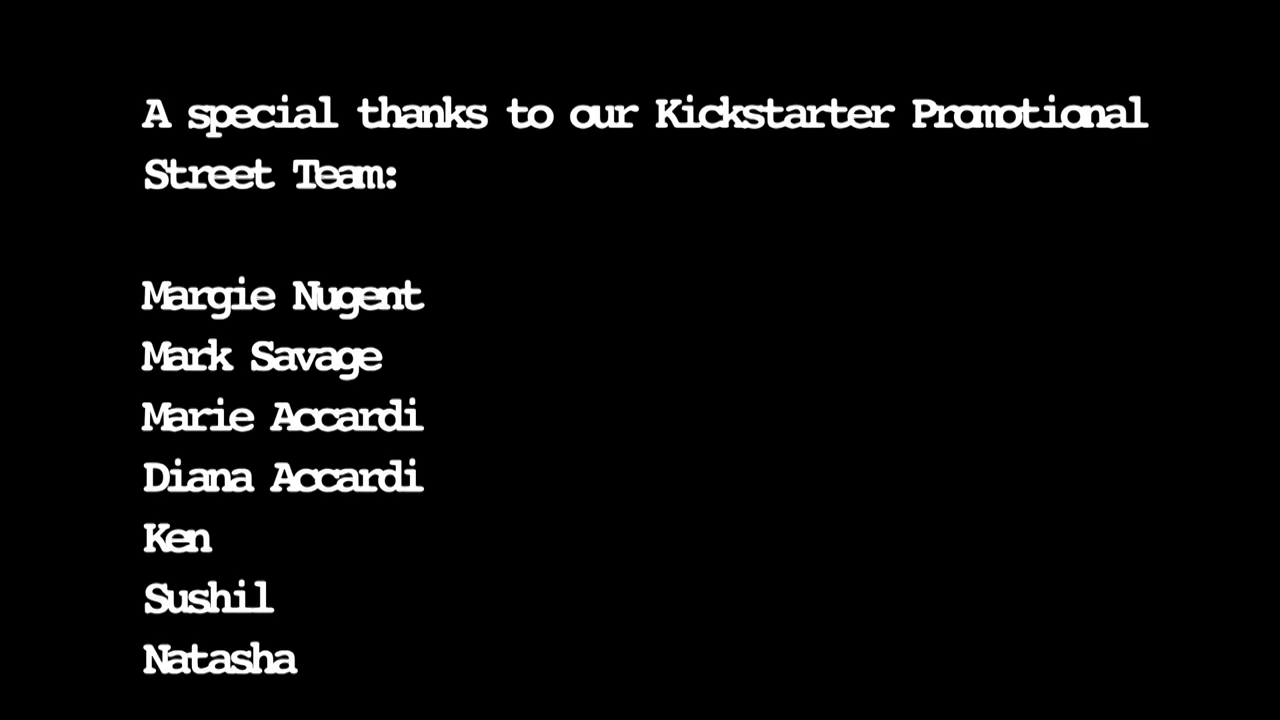 A special thanks to our Kickstarter Promotional
Street Team:
Margie Nugent
Mark Savage
Marie Accardi
Diana Accardi
Ken
Sushil
Natasha